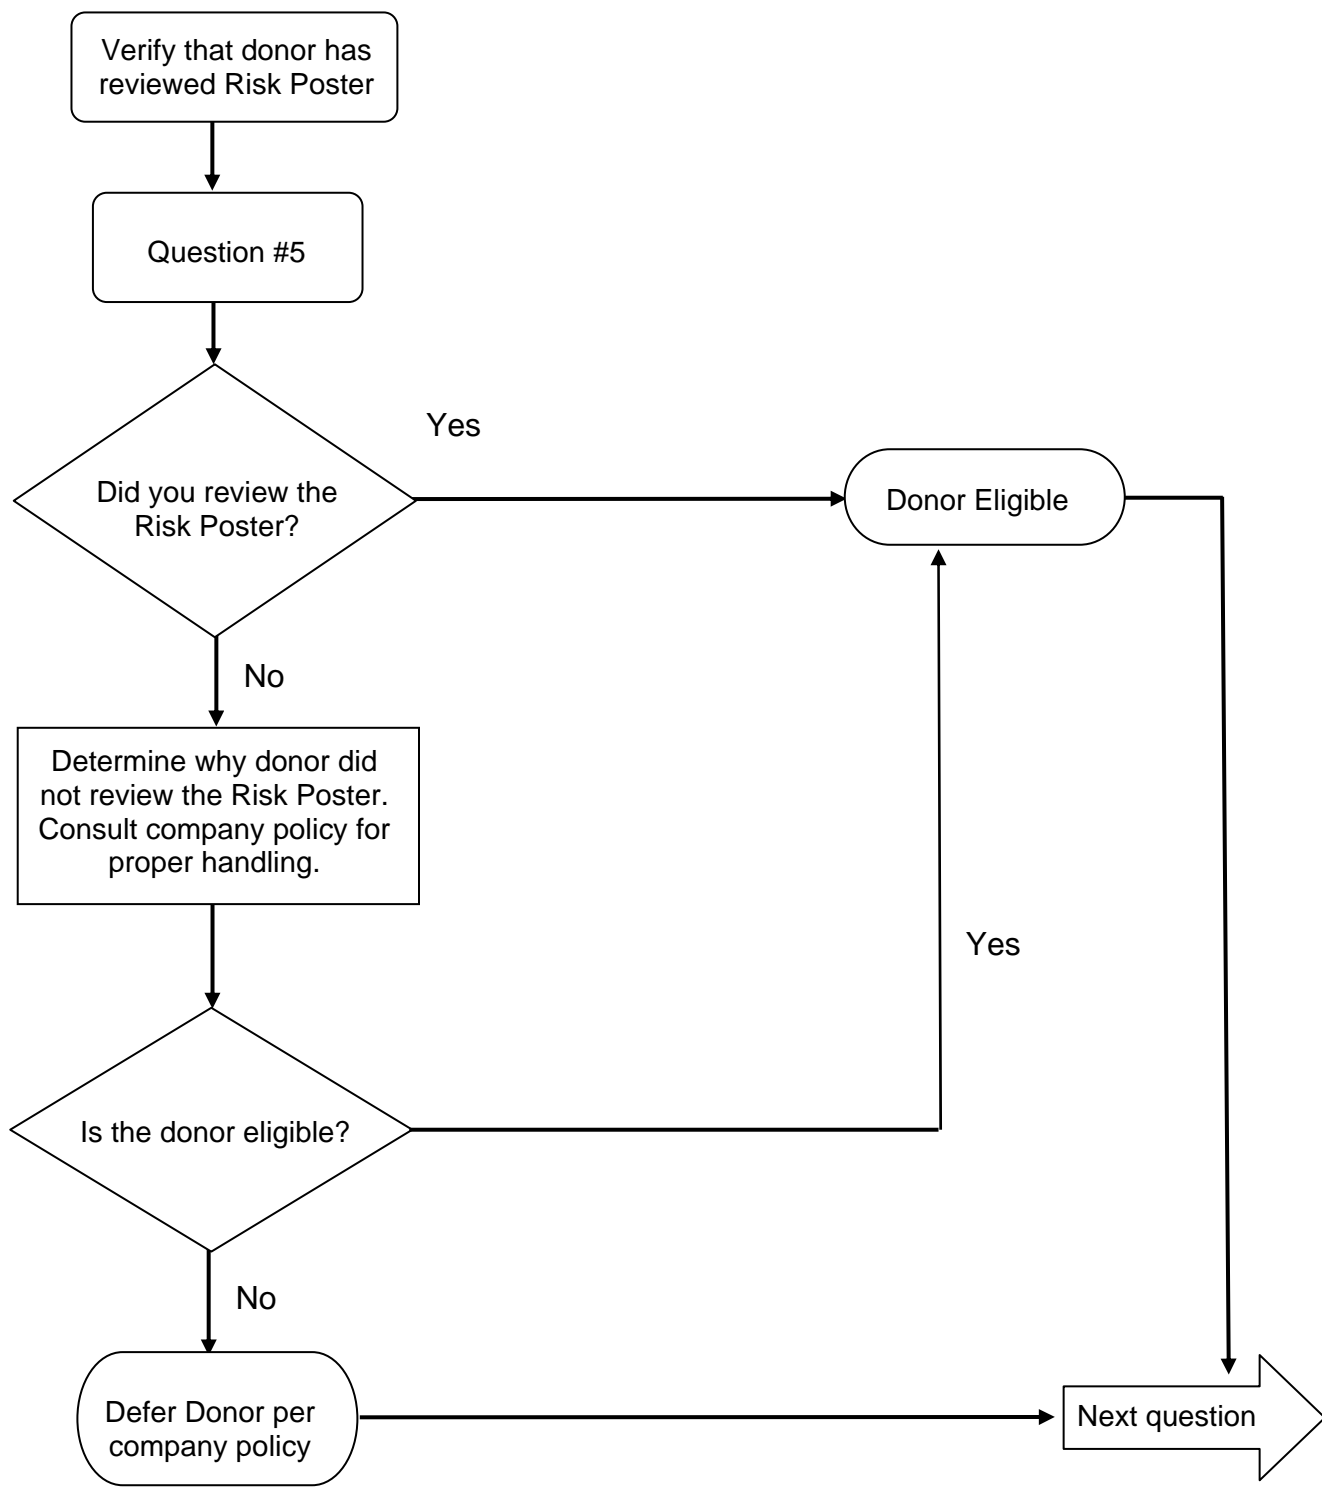 Verify that donor has
reviewed Risk Poster
Question #5
Yes
Did you review the
Risk Poster?
Donor Eligible
No
Determine why donor did
not review the Risk Poster.
Consult company policy for
proper handling.
Yes
Is the donor eligible?
No
Defer Donor per
company policy
Next question